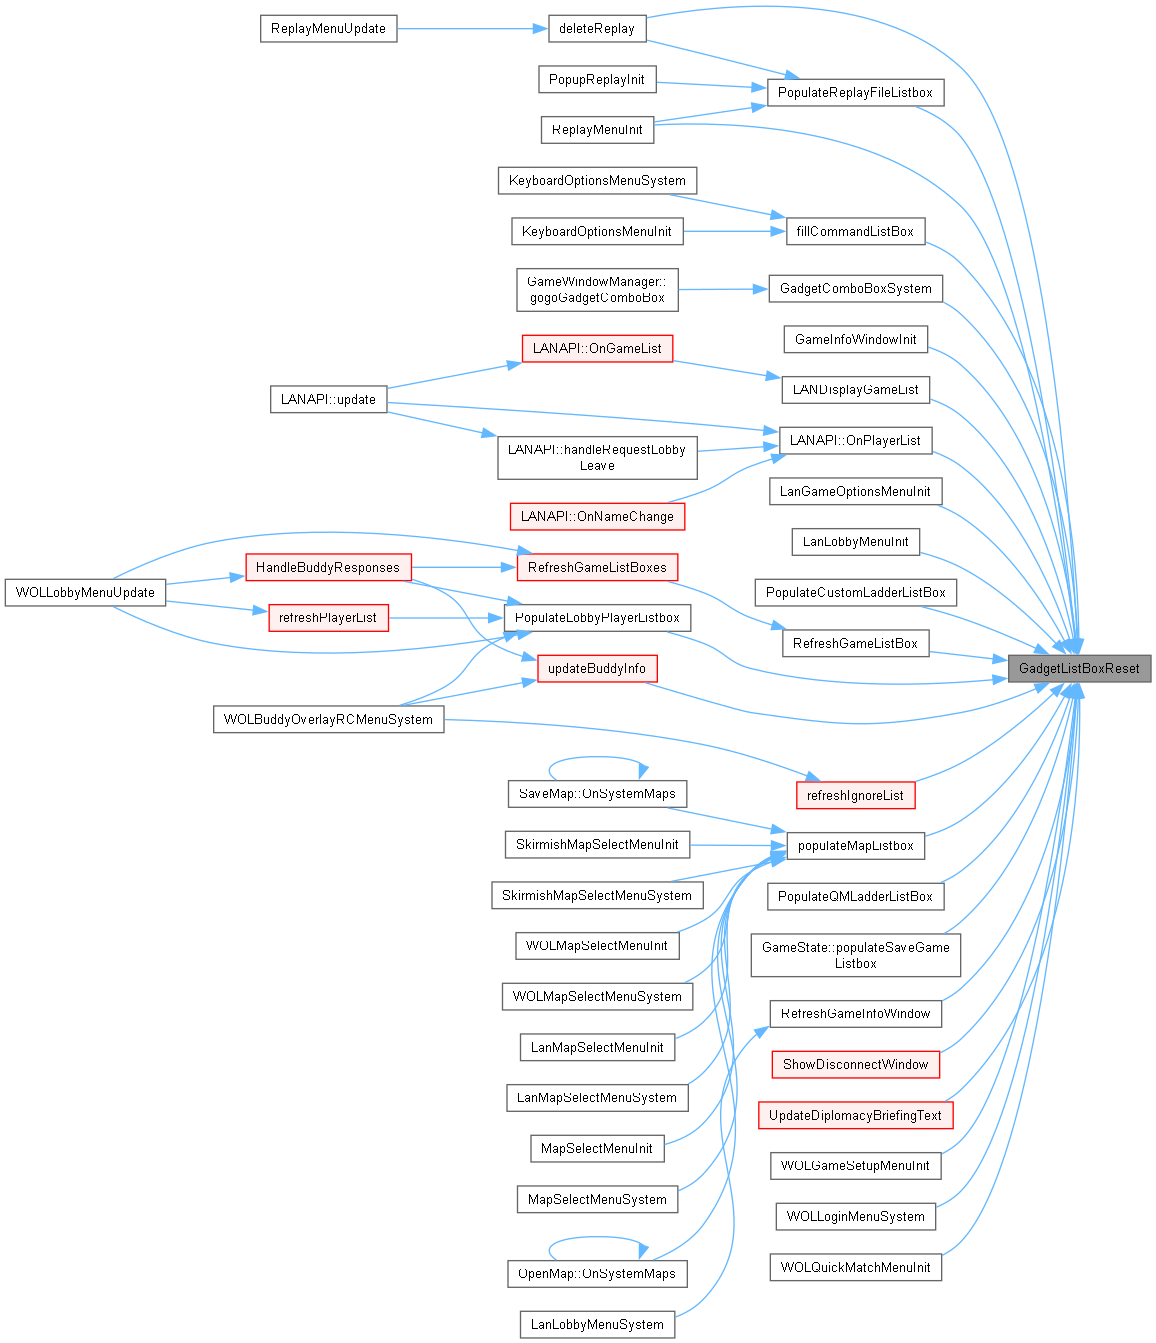 ReplayMenuUpdate
deleteReplay
PopupReplayInit
PopulateReplayFileListbox
ReplayMenuInit
KeyboardOptionsMenuSystem
KeyboardOptionsMenuInit
fillCommandListBox
GameWindowManager::
gogoGadgetComboBox
GadgetComboBoxSystem
GameInfoWindowInit
LANAPI::OnGameList
LANDisplayGameList
LANAPI::update
LANAPI::OnPlayerList
LANAPI::handleRequestLobby
Leave
LanGameOptionsMenuInit
LANAPI::OnNameChange
LanLobbyMenuInit
HandleBuddyResponses
RefreshGameListBoxes
WOLLobbyMenuUpdate
PopulateCustomLadderListBox
refreshPlayerList
PopulateLobbyPlayerListbox
RefreshGameListBox
updateBuddyInfo
GadgetListBoxReset
WOLBuddyOverlayRCMenuSystem
SaveMap::OnSystemMaps
refreshIgnoreList
SkirmishMapSelectMenuInit
populateMapListbox
SkirmishMapSelectMenuSystem
PopulateQMLadderListBox
WOLMapSelectMenuInit
GameState::populateSaveGame
Listbox
WOLMapSelectMenuSystem
RefreshGameInfoWindow
LanMapSelectMenuInit
ShowDisconnectWindow
LanMapSelectMenuSystem
UpdateDiplomacyBriefingText
MapSelectMenuInit
WOLGameSetupMenuInit
MapSelectMenuSystem
WOLLoginMenuSystem
OpenMap::OnSystemMaps
WOLQuickMatchMenuInit
LanLobbyMenuSystem